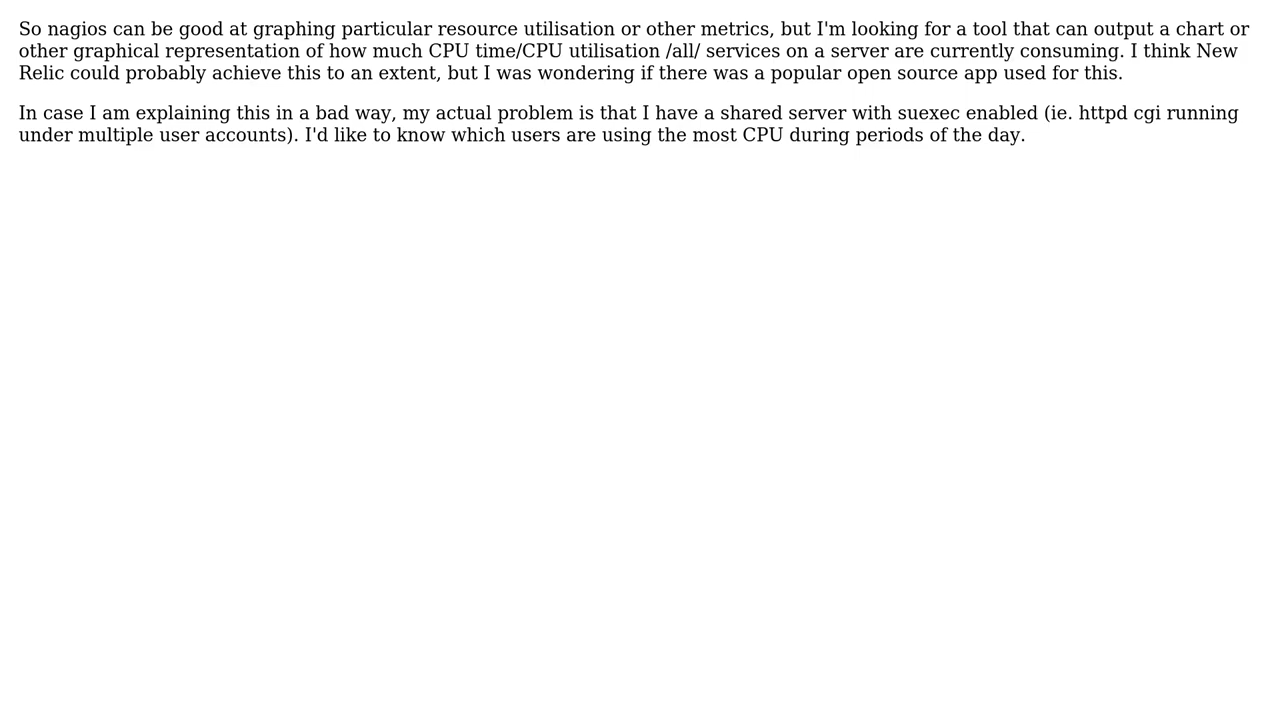 So nagios can be good at graphing particular resource utilisation or other metrics, but I'm looking for a tool that can output a chart or
other graphical representation of how much CPU time/CPU utilisation /all/ services on a server are currently consuming. I think New
Relic could probably achieve this to an extent, but I was wondering if there was a popular open source app used for this.
In case I am explaining this in a bad way, my actual problem is that I have a shared server with suexec enabled (ie. httpd cgi running
under multiple user accounts). I'd like to know which users are using the most CPU during periods of the day.